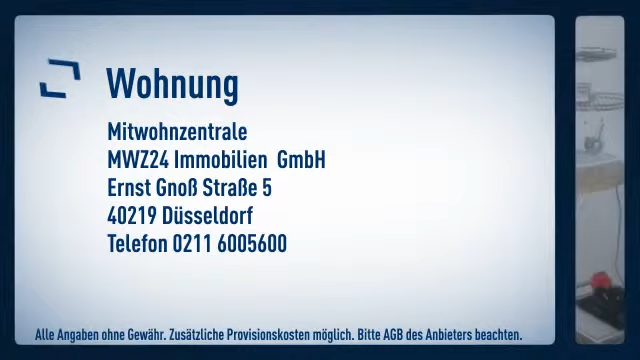 Wohnung
Mitwohnzentrale
MWZ24 Immobilien GmbH
Ernst Gnoß Straße 5
40219 Düsseldorf
Telefon 0211 6005600
Alle Angaben ohne Gewähr. Zusätzliche Provisionskosten möglich. Bitte AGB des Anbieters beachten.